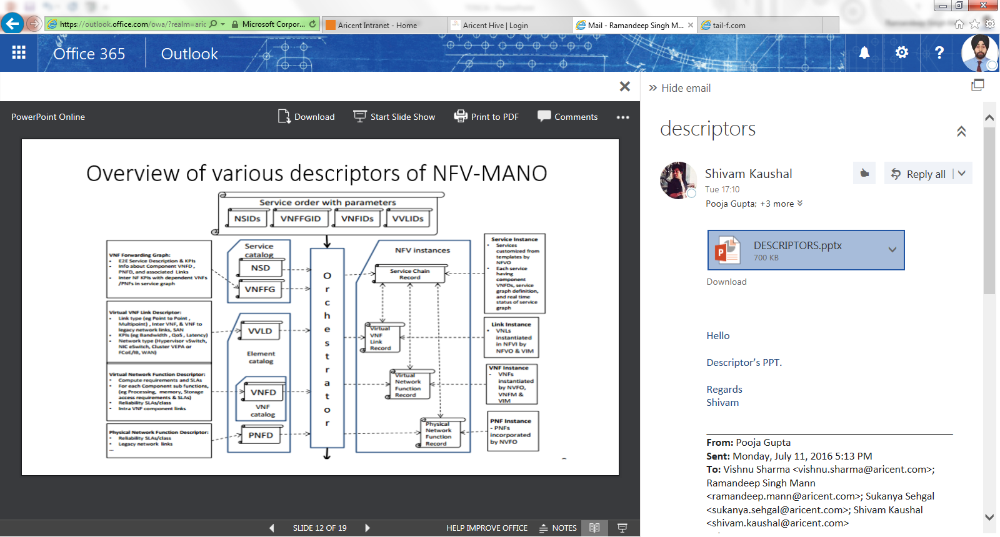 https://outlook.office.com/owa/?realm=aric
Microsoft Corpor...
Aricent Intranet - Home
Aricent Hive | Login
Mail - Ramandeep Singh M...
tail-f.com
Office 365
Outlook
?
Hide email
PowerPoint Online
Download
Start Slide Show
Print to PDF
Comments
Overview of various descriptors of NFV-MANO
Service order with parameters
NSIDs
VNFFGID
VNFIDs
VVLIDs
VNF Forwarding Graph:
• E2E Service Description & KPIs
• Info about Component VNFD ,
PNFD, and associated Links
• Inter NF KPIs with dependent VNFs
/PNFs in service graph
Virtual VNF Link Descriptor:
• Link type (eg Point to Point ,
Multipoint) , Inter VNF, & VNF to
legacy network links, SAN
• KPIs (eg Bandwidth , QoS , Latency)
• Network type (Hypervisor vSwitch,
NIC eSwitch, Cluster VEPA or
FCoE/IB, WAN)
Virtual Network Function Descriptor:
• Compute requirements and SLAs
• For each Component sub functions,
(eg Processing, memory, Storage
access requirements & SLAs)
• Reliability SLAs/class
• Intra VNF component links
Physical Network Function Descriptor:
• Reliability SLAs/class
• Legacy network links
...
Service
catalog
NSD
VNFFG
VVLD
Element
catalog
VNFD
VNF
catalog
PNFD
Orchestrator
NFV instances
Service Chain
Record
Virtual
VNF
Link
Record
Virtual
Network
Function
Record
Physical
Network
Function
Record
Service Instance
• Services
customized from
templates by
NFVO
• Each service
having
component
VNFDs, service
graph definition,
and real time
status of service
graph
Link Instance
• VNLs
instantiated
in NFVI by
NFVO & VIM
VNF Instance
- VNFs
instantiated
by NVFO,
VNFM &
VIM
PNF Instance
- PNFs
incorporated
by NVFO
SLIDE 12 OF 19
HELP IMPROVE OFFICE
NOTES
descriptors
Shivam Kaushal
Tue 17:10
Pooja Gupta; +3 more
Reply all
DESCRIPTORS.pptx
700 KB
Download
Hello
Descriptor's PPT.
Regards
Shivam
From: Pooja Gupta
Sent: Monday, July 11, 2016 5:13 PM
To: Vishnu Sharma <vishnu.sharma@aricent.com>;
Ramandeep Singh Mann
<ramandeep.mann@aricent.com>; Sukanya Sehgal
<sukanya.sehgal@aricent.com>; Shivam Kaushal
<shivam.kaushal@aricent.com>